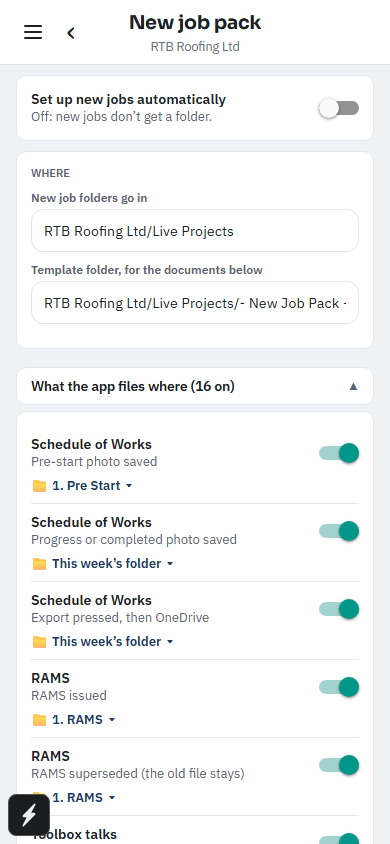 New job pack
RTB Roofing Ltd
Set up new jobs automatically
Off: new jobs don't get a folder.
WHERE
New job folders go in
RTB Roofing Ltd/Live Projects
Template folder, for the documents below
RTB Roofing Ltd/Live Projects/- New Job Pack -
What the app files where (16 on)
Schedule of Works
Pre-start photo saved
1. Pre Start
Schedule of Works
Progress or completed photo saved
This week's folder
Schedule of Works
Export pressed, then OneDrive
This week's folder
RAMS
RAMS issued
1. RAMS
RAMS
RAMS superseded (the old file stays)
1. RAMS
Toolbox talks